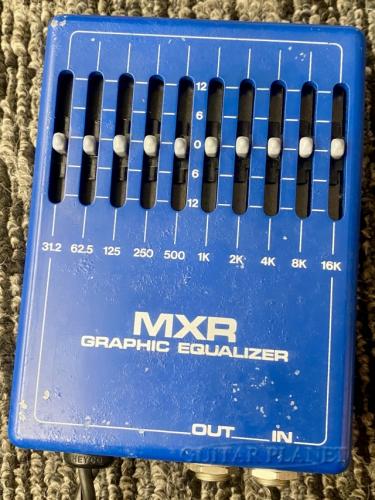 12
6
0
6
12
31.2 62.5 125 250 500 1K 2K 4K 8K 16K
MXR
GRAPHIC EQUALIZER
OUT IN
GUITAR PLANET